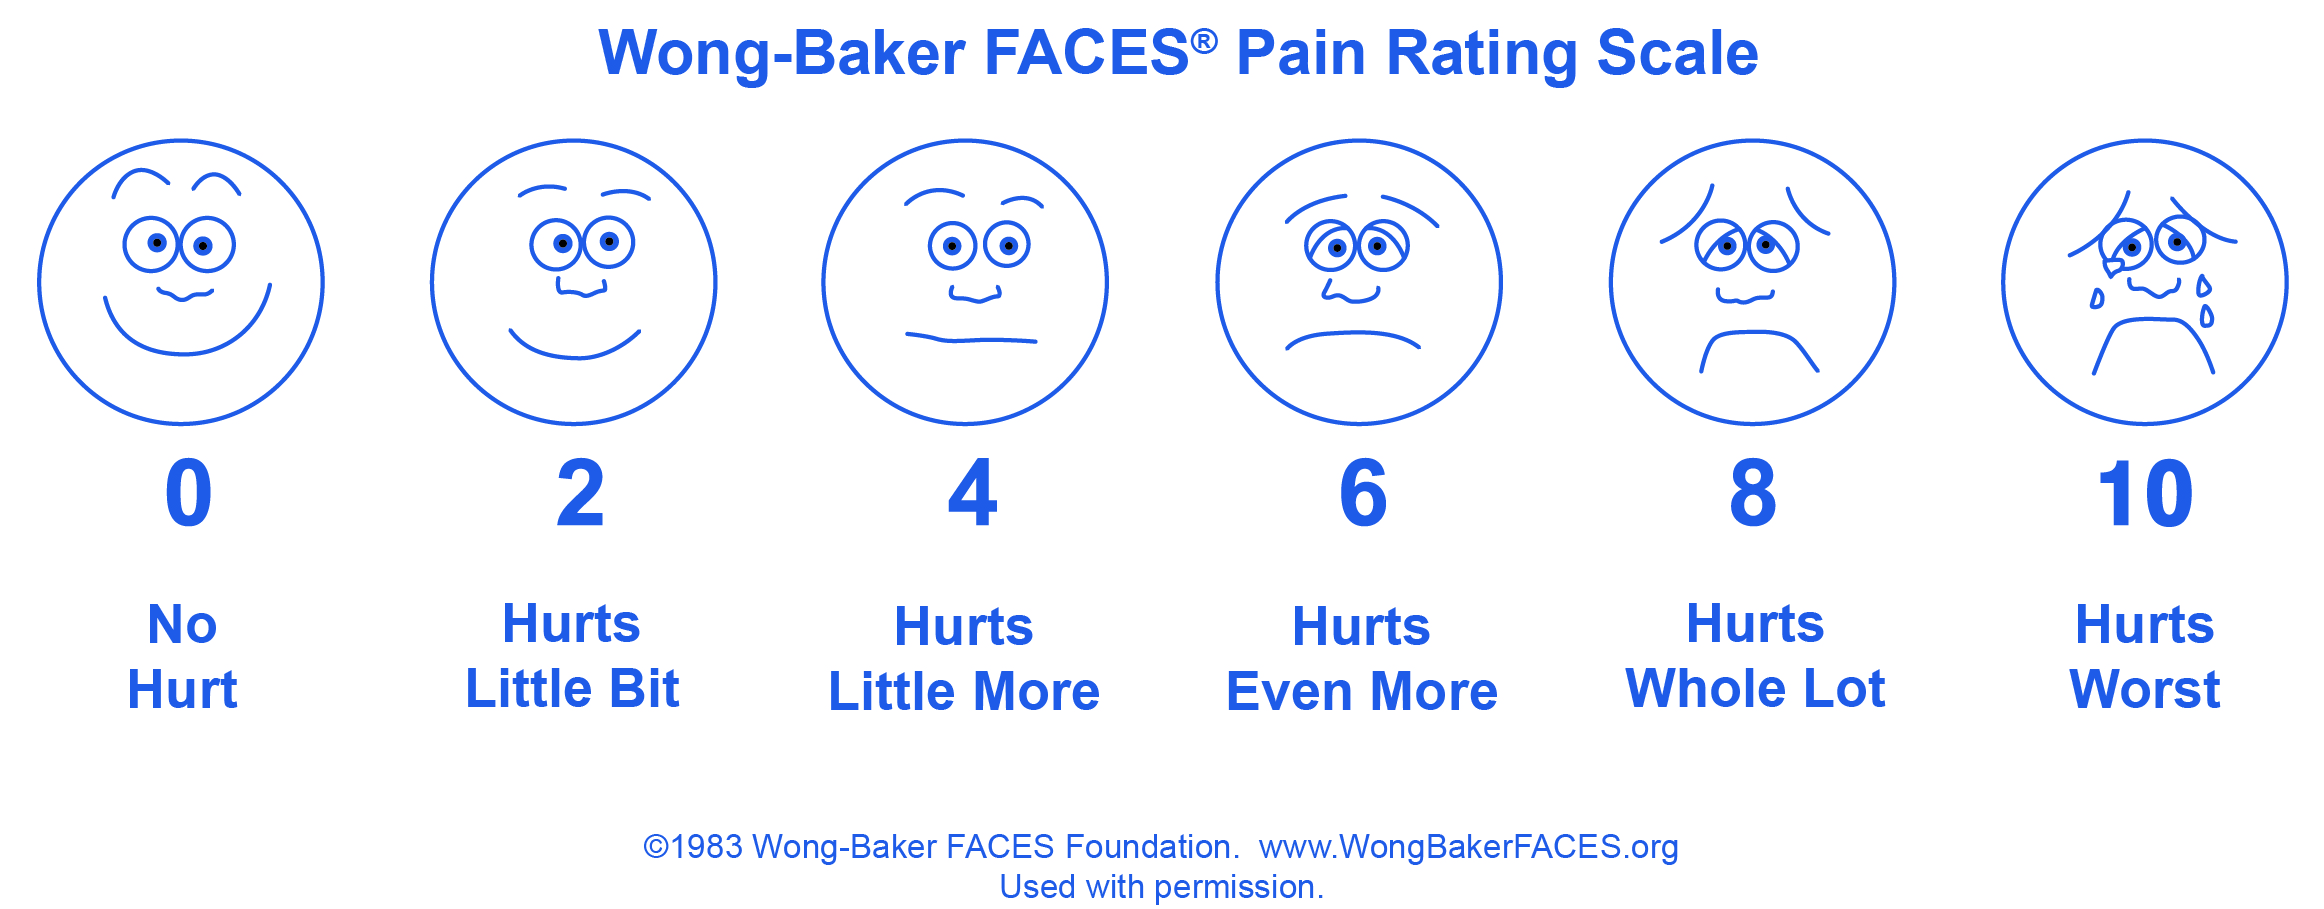 Wong-Baker FACES® Pain Rating Scale
0 2 4 6 8 10
No Hurts Hurts Hurts Hurts Hurts
Hurt Little Bit Little More Even More Whole Lot Worst
©1983 Wong-Baker FACES Foundation. www.WongBakerFACES.org
Used with permission.